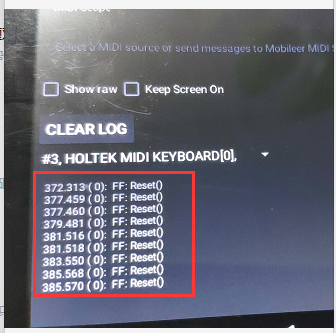 MIDI Scope
Select a MIDI source or send messages to Mobileer MIDI S
Show raw Keep Screen On
CLEAR LOG
#3, HOLTEK MIDI KEYBOARD[0],
372.313 ( 0): FF: Reset()
377.459 ( 0): FF: Reset()
377.460 ( 0): FF: Reset()
379.481 ( 0): FF: Reset()
381.516 ( 0): FF: Reset()
381.518 ( 0): FF: Reset()
383.550 ( 0): FF: Reset()
385.568 ( 0): FF: Reset()
385.570 ( 0): FF: Reset()